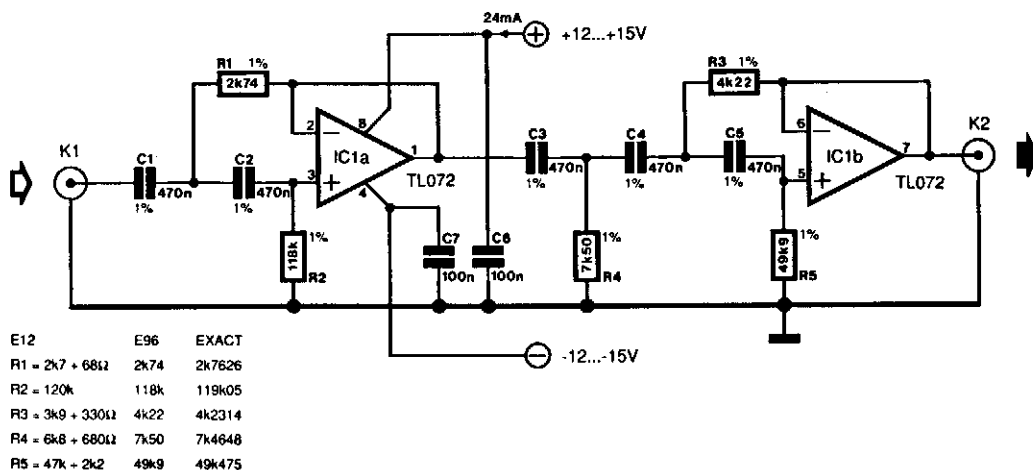 24mA
+12...+15V
R1 1%
2k74
R3 1%
4k22
2
8
6
K1
C1
C2
IC1a
1
C3
C4
C5
IC1b
7
K2
3
TL072
5
TL072
470n
470n
470n
470n
470n
4
1%
1%
1%
1%
1%
1%
118k
R2
C7
100n
C6
100n
1%
7k50
R4
1%
49k9
R5
-12...-15V
E12 E96 EXACT
R1 = 2k7 + 68Ω 2k74 2k7626
R2 = 120k 118k 119k05
R3 = 3k9 + 330Ω 4k22 4k2314
R4 = 6k8 + 680Ω 7k50 7k4648
R5 = 47k + 2k2 49k9 49k475